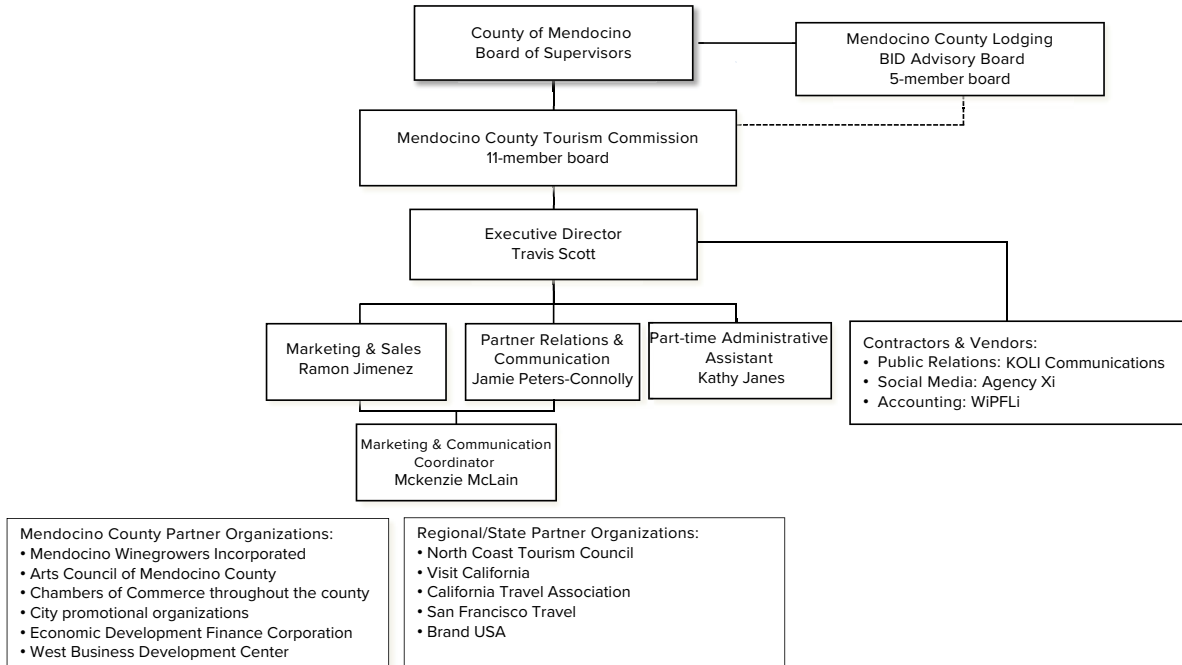 County of Mendocino
Board of Supervisors
Mendocino County Lodging
BID Advisory Board
5-member board
Mendocino County Tourism Commission
11-member board
Executive Director
Travis Scott
Marketing & Sales
Ramon Jimenez
Partner Relations &
Communication
Jamie Peters-Connolly
Part-time Administrative
Assistant
Kathy Janes
Contractors & Vendors:
• Public Relations: KOLI Communications
• Social Media: Agency Xi
• Accounting: WiPFLi
Marketing & Communication
Coordinator
Mckenzie McLain
Mendocino County Partner Organizations:
• Mendocino Winegrowers Incorporated
• Arts Council of Mendocino County
• Chambers of Commerce throughout the county
• City promotional organizations
• Economic Development Finance Corporation
• West Business Development Center
Regional/State Partner Organizations:
• North Coast Tourism Council
• Visit California
• California Travel Association
• San Francisco Travel
• Brand USA